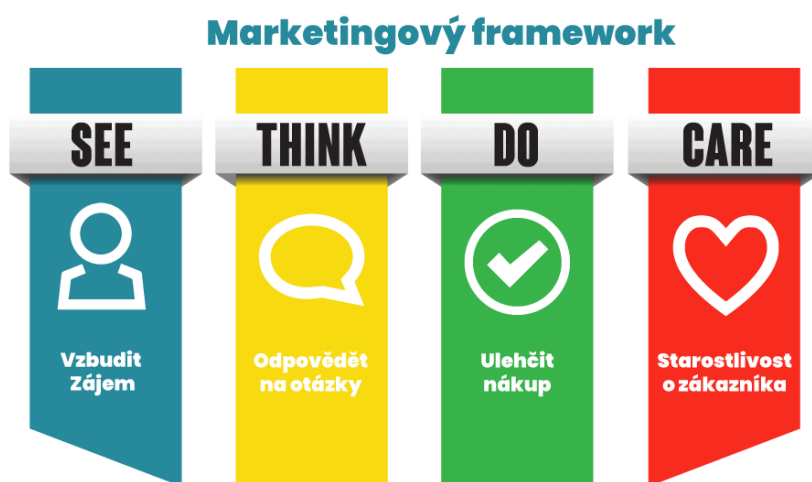 Marketingový framework
SEE
THINK
DO
CARE
Vzbudit
Zájem
Odpovědět
na otázky
Ulehčit
nákup
Starostlivost
o zákazníka